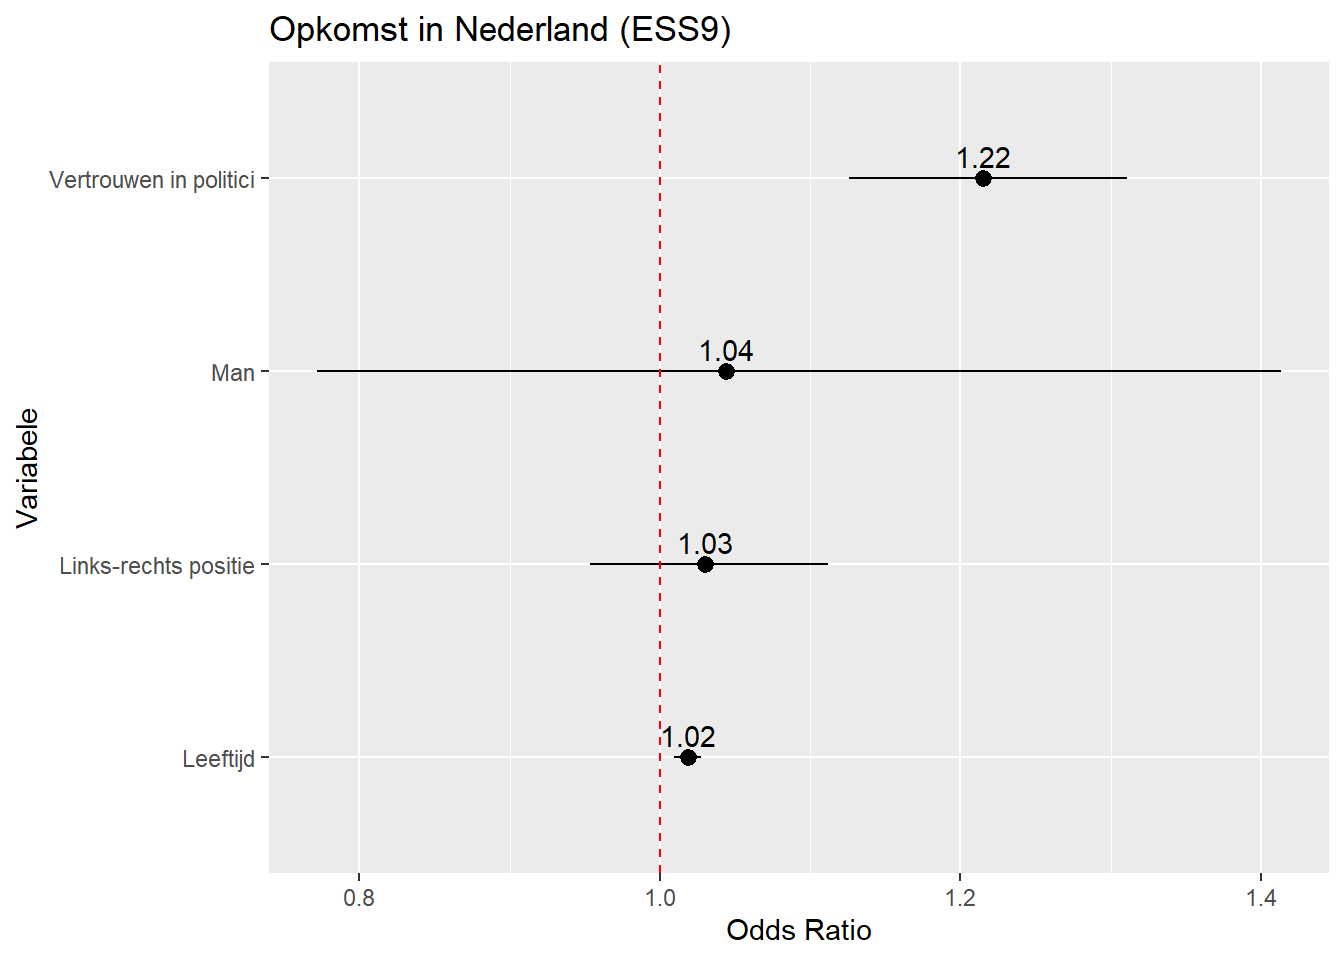 Opkomst in Nederland (ESS9)
Vertrouwen in politici
1.22
Man
1.04
Variabele
Links-rechts positie
1.03
Leeftijd
1.02
0.8 1.0 1.2 1.4
Odds Ratio